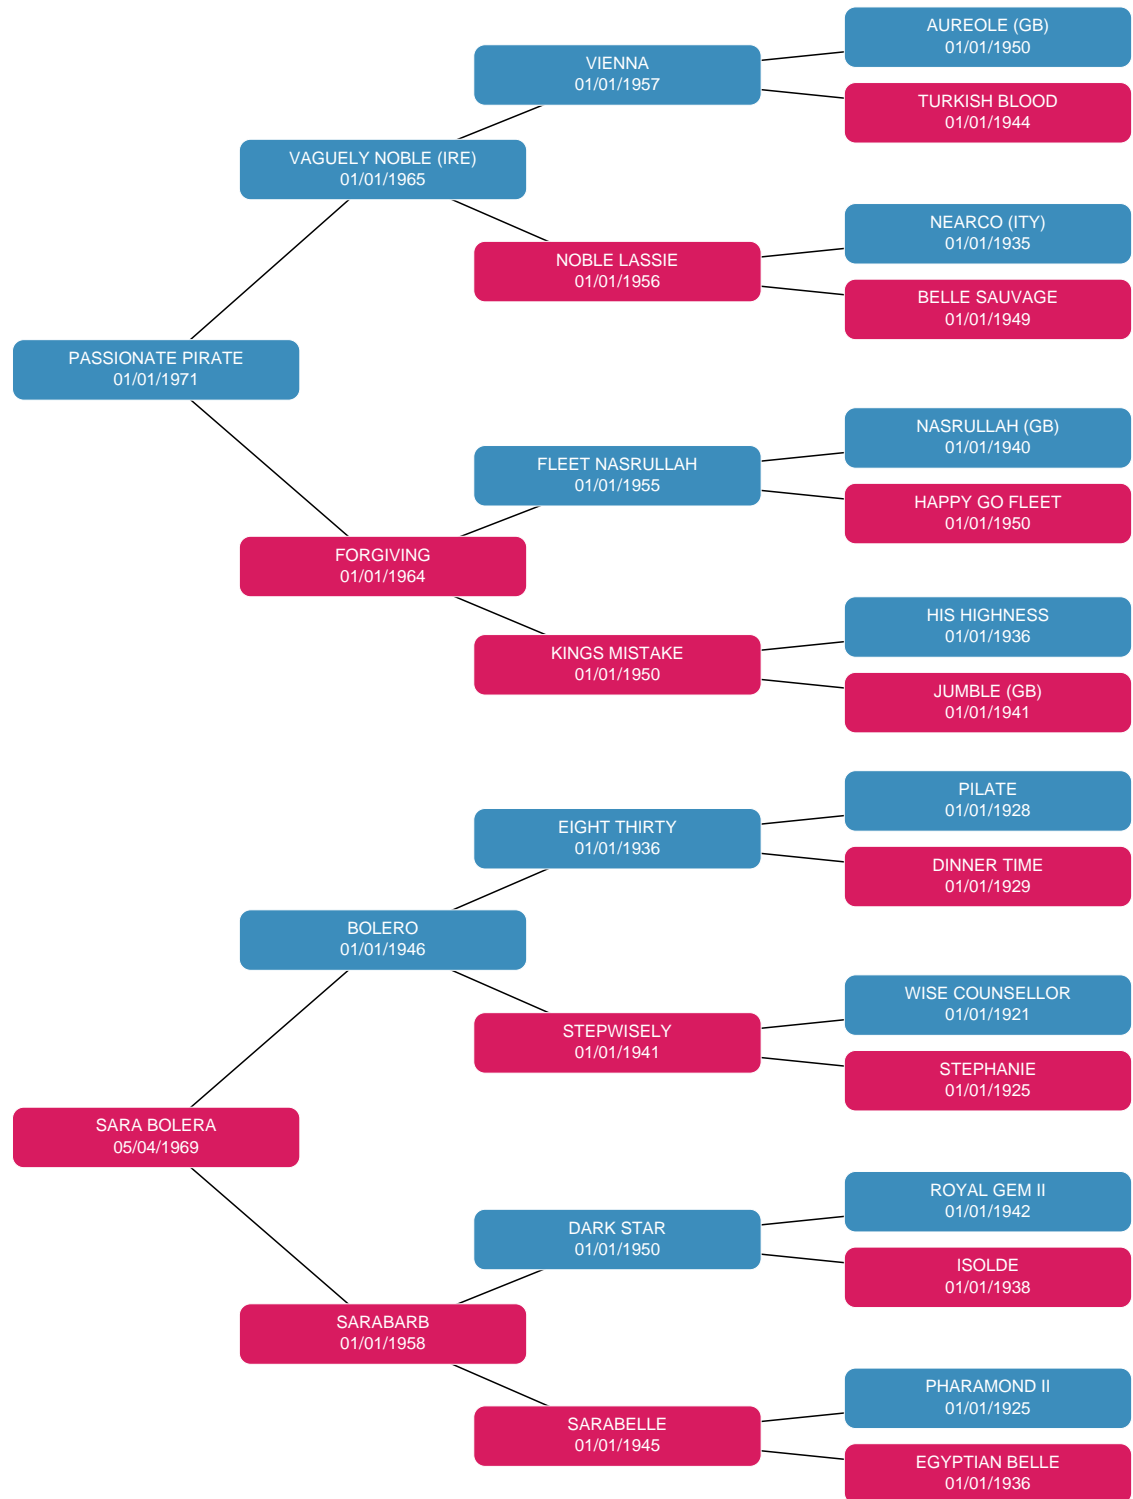 AUREOLE (GB)
01/01/1950
VIENNA
01/01/1957
TURKISH BLOOD
01/01/1944
VAGUELY NOBLE (IRE)
01/01/1965
NEARCO (ITY)
01/01/1935
NOBLE LASSIE
01/01/1956
BELLE SAUVAGE
01/01/1949
PASSIONATE PIRATE
01/01/1971
NASRULLAH (GB)
01/01/1940
FLEET NASRULLAH
01/01/1955
HAPPY GO FLEET
01/01/1950
FORGIVING
01/01/1964
HIS HIGHNESS
01/01/1936
KINGS MISTAKE
01/01/1950
JUMBLE (GB)
01/01/1941
PILATE
01/01/1928
EIGHT THIRTY
01/01/1936
DINNER TIME
01/01/1929
BOLERO
01/01/1946
WISE COUNSELLOR
01/01/1921
STEPWISELY
01/01/1941
STEPHANIE
01/01/1925
SARA BOLERA
05/04/1969
ROYAL GEM II
01/01/1942
DARK STAR
01/01/1950
ISOLDE
01/01/1938
SARABARB
01/01/1958
PHARAMOND II
01/01/1925
SARABELLE
01/01/1945
EGYPTIAN BELLE
01/01/1936